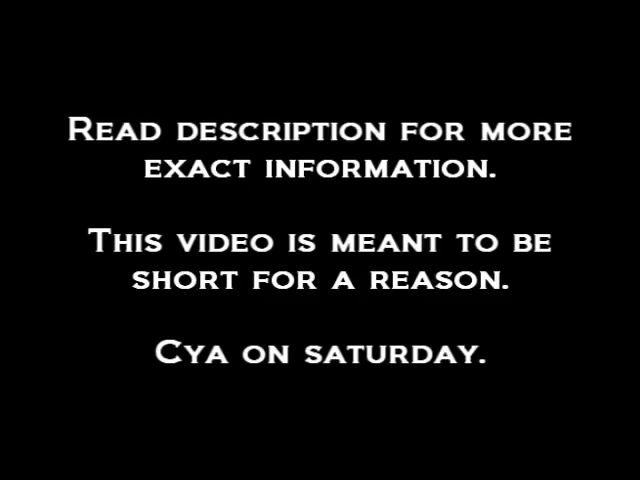 Read description for more
exact information.
This video is meant to be
short for a reason.
Cya on saturday.